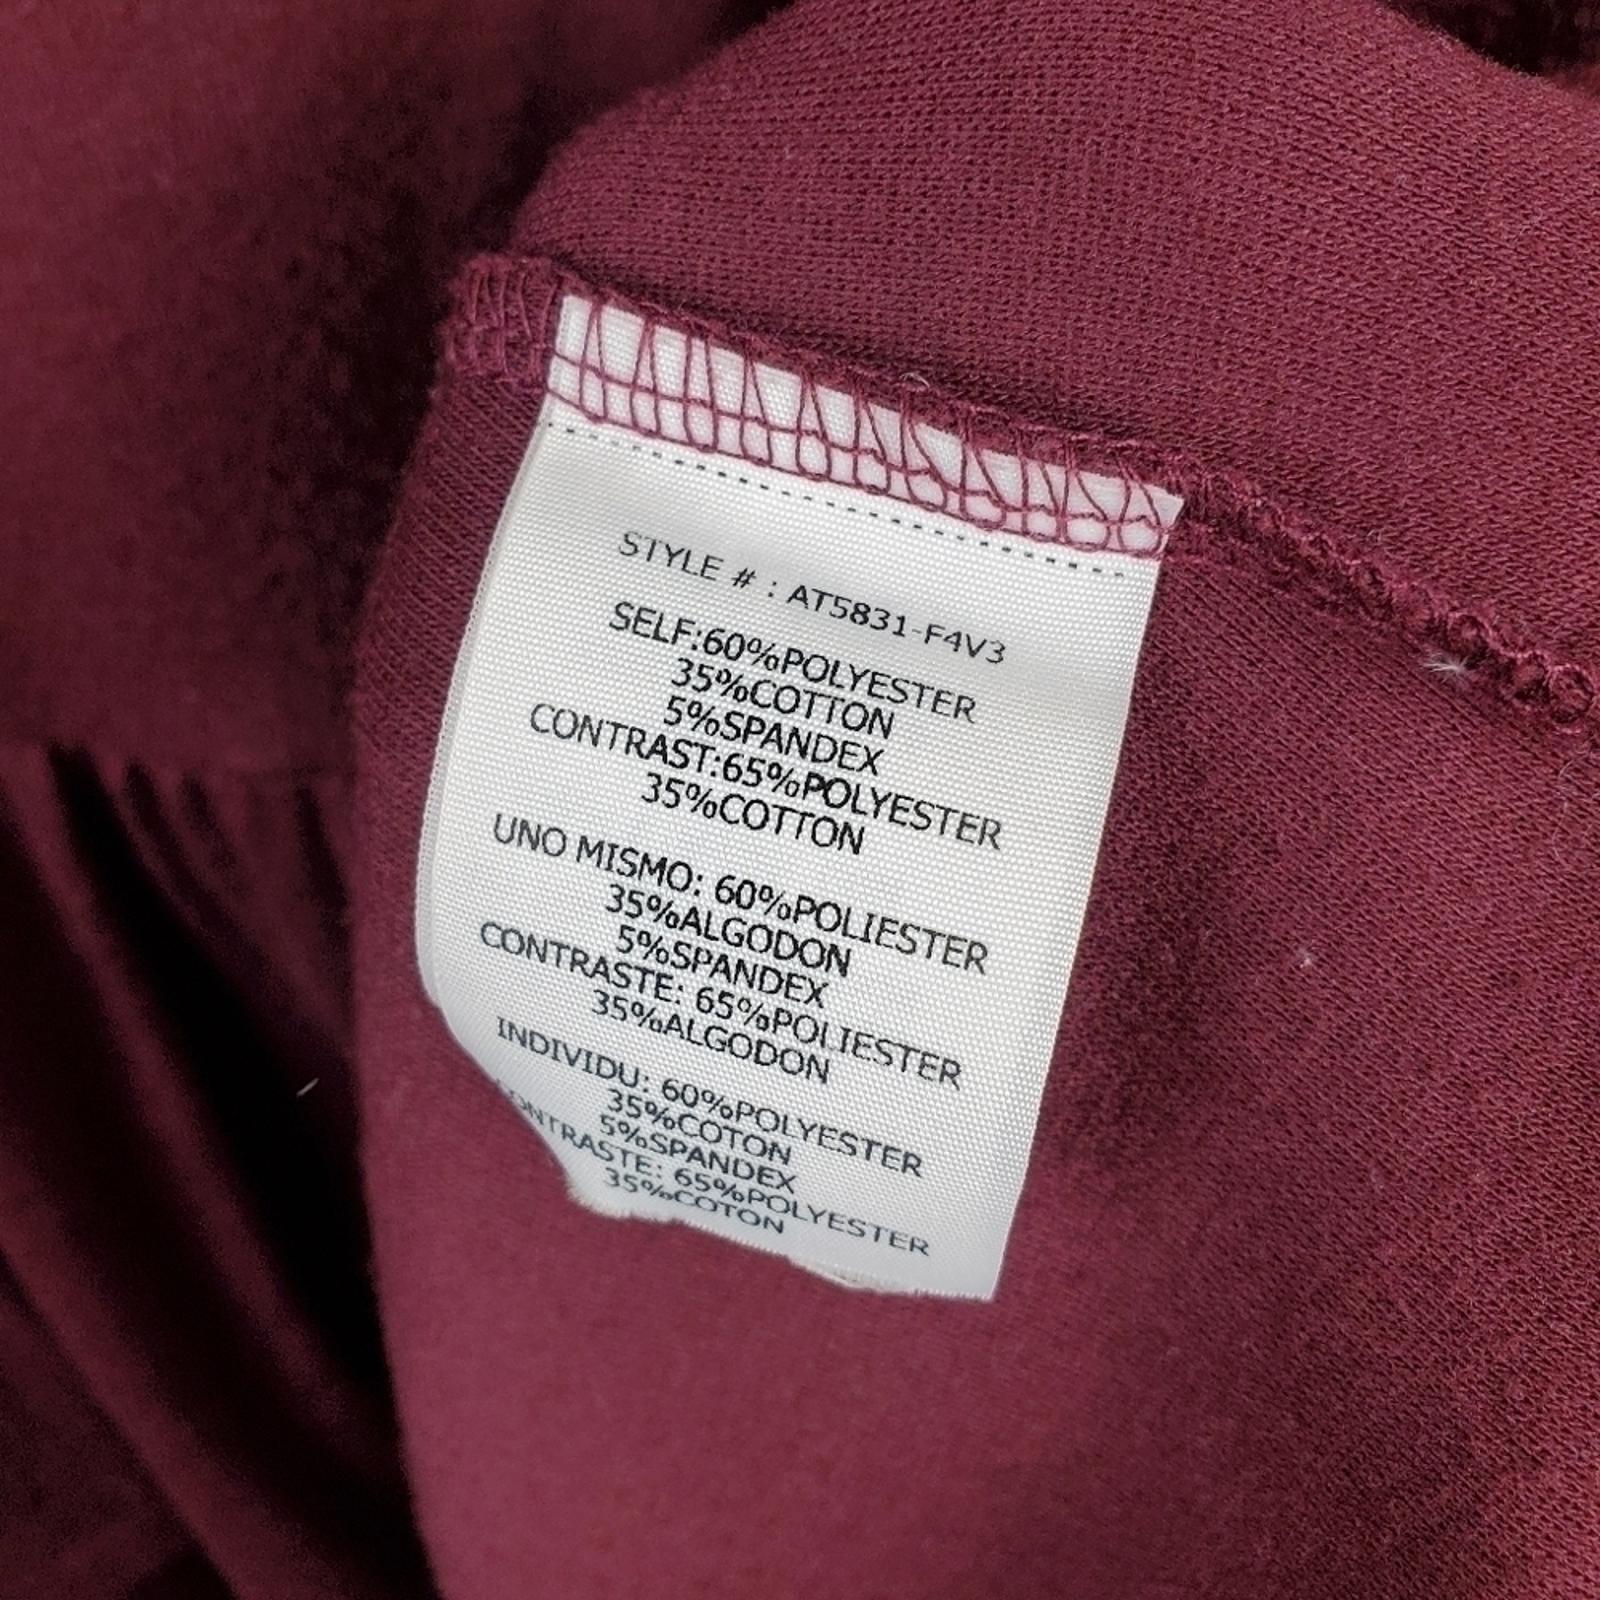 STYLE # : AT5831-F4V3
SELF:60%POLYESTER
35%COTTON
5%SPANDEX
CONTRAST:65%POLYESTER
35%COTTON
UNO MISMO: 60%POLIESTER
35%ALGODON
5%SPANDEX
CONTRASTE: 65%POLIESTER
35%ALGODON
INDIVIDU: 60%POLYESTER
35%COTON
5%SPANDEX
CONTRASTE: 65%POLYESTER
35%COTON